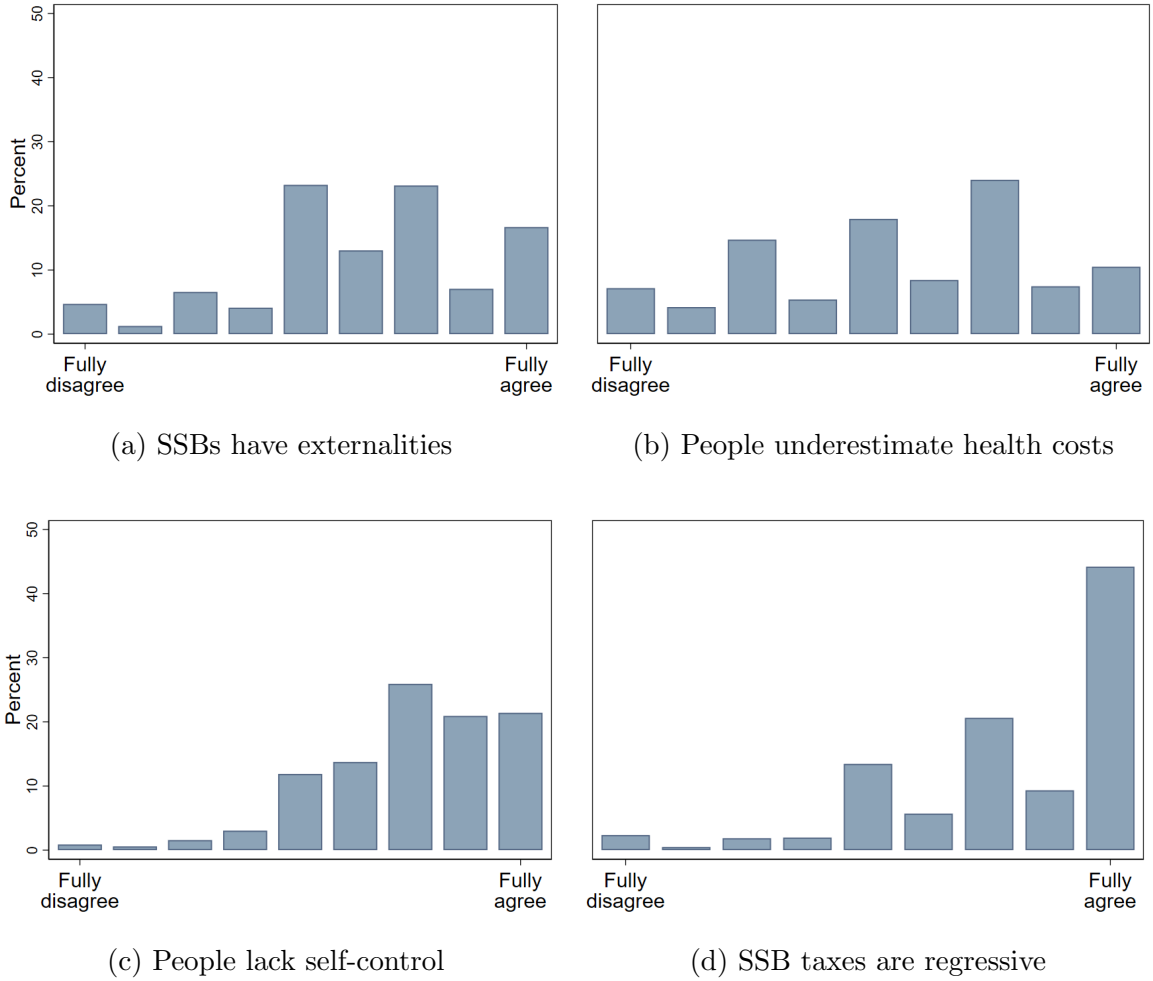 50
40
30
20
10
0
Percent
Fully
disagree
Fully
agree
(a) SSBs have externalities
Fully
disagree
Fully
agree
(b) People underestimate health costs
50
40
30
20
10
0
Percent
Fully
disagree
Fully
agree
(c) People lack self-control
Fully
disagree
Fully
agree
(d) SSB taxes are regressive